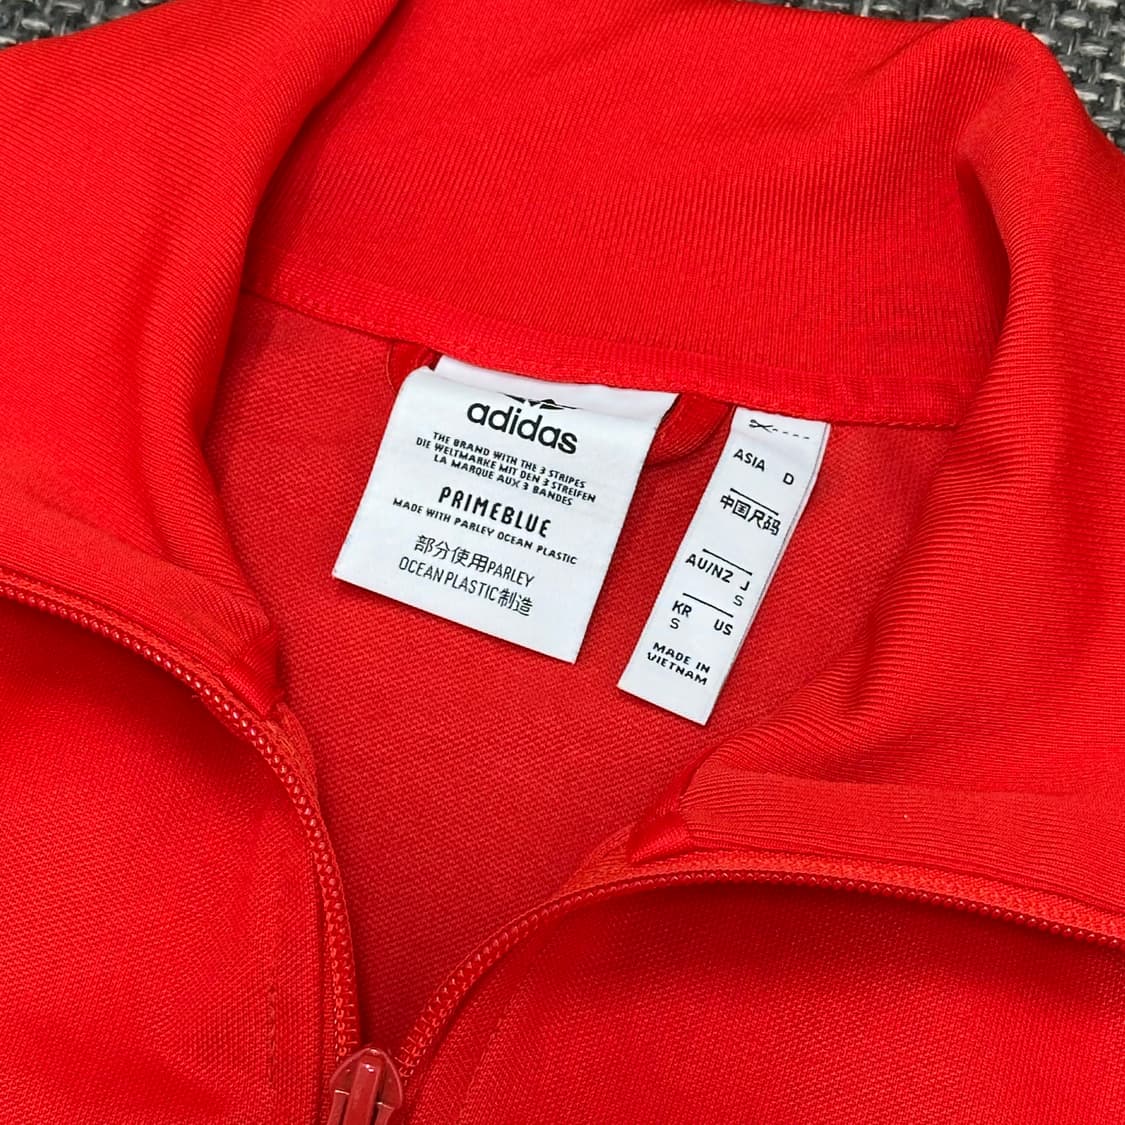 adidas
THE BRAND WITH THE 3 STRIPES
DIE WELTMARKE MIT DEN 3 STREIFEN
LA MARQUE AUX 3 BANDES
PRIMEBLUE
MADE WITH PARLEY OCEAN PLASTIC
部分使用PARLEY
OCEAN PLASTIC制造
ASIA D
中国尺码
AU/NZ J
S
KR US
S
MADE IN
VIETNAM